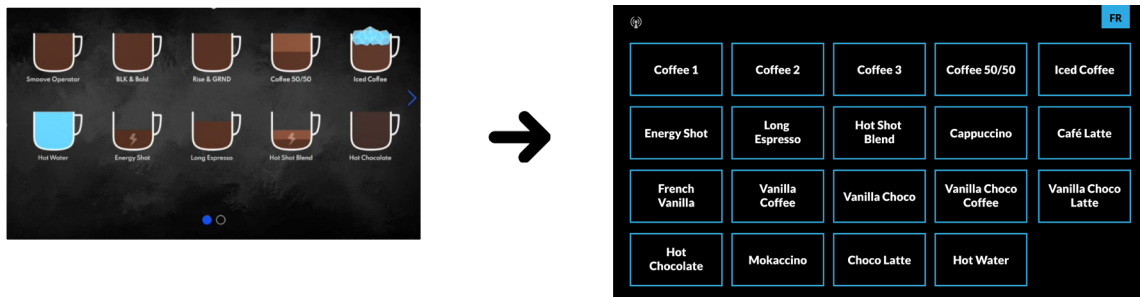 Smoove Operator
BLK & Bold
Rise & GRND
Coffee 50/50
Iced Coffee
Hot Water
Energy Shot
Long Espresso
Hot Shot Blend
Hot Chocolate
FR
Coffee 1
Coffee 2
Coffee 3
Coffee 50/50
Iced Coffee
Energy Shot
Long
Espresso
Hot Shot
Blend
Cappuccino
Café Latte
French
Vanilla
Vanilla
Coffee
Vanilla Choco
Vanilla Choco
Coffee
Vanilla Choco
Latte
Hot
Chocolate
Mokaccino
Choco Latte
Hot Water